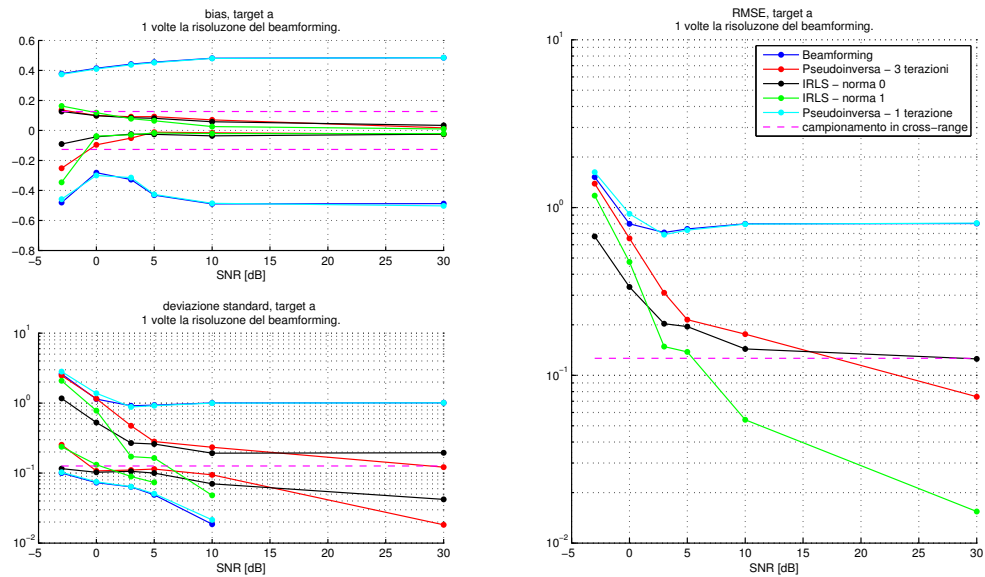 bias, target a
1 volte la risoluzone del beamforming.
0.6
0.4
0.2
0
−0.2
−0.4
−0.6
−0.8
−5 0 5 10 15 20 25 30
SNR [dB]
deviazione standard, target a
1 volte la risoluzone del beamforming.
10^1
10^0
10^−1
10^−2
−5 0 5 10 15 20 25 30
SNR [dB]
RMSE, target a
1 volte la risoluzone del beamforming.
10^1
10^0
10^−1
10^−2
−5 0 5 10 15 20 25 30
SNR [dB]
Beamforming
Pseudoinversa − 3 terazioni
IRLS − norma 0
IRLS − norma 1
Pseudoinversa − 1 terazione
campionamento in cross−range